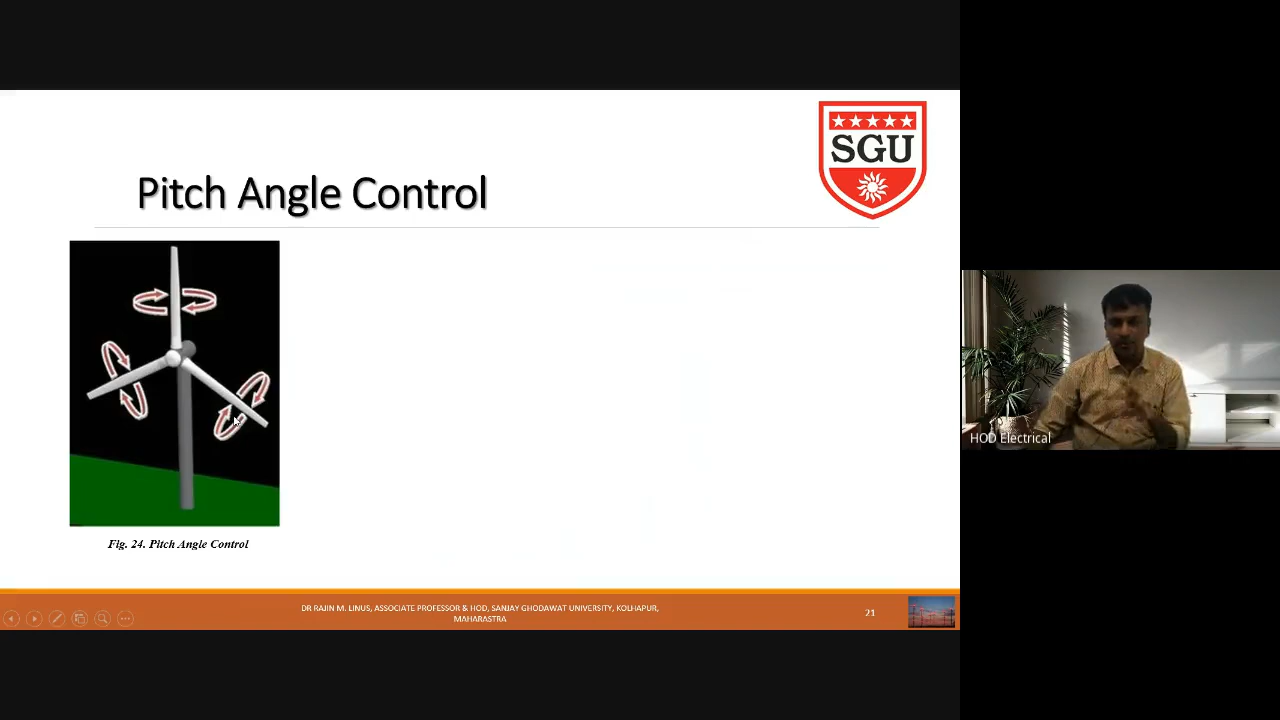 SGU
Pitch Angle Control
Fig. 24. Pitch Angle Control
HOD Electrical
DR RAJIN M. LINUS, ASSOCIATE PROFESSOR & HOD, SANJAY GHODAWAT UNIVERSITY, KOLHAPUR,
MAHARASTRA
21